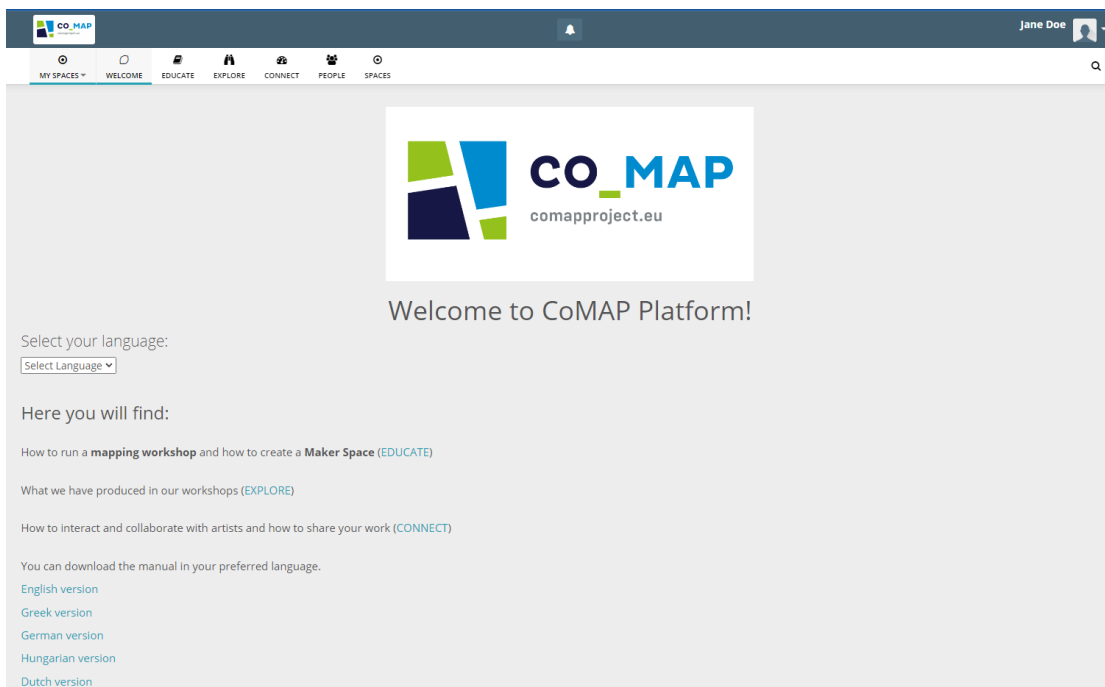 CO_MAP
Jane Doe
MY SPACES
WELCOME
EDUCATE
EXPLORE
CONNECT
PEOPLE
SPACES
CO_MAP
comapproject.eu
Welcome to CoMAP Platform!
Select your language:
Select Language
Here you will find:
How to run a mapping workshop and how to create a Maker Space (EDUCATE)
What we have produced in our workshops (EXPLORE)
How to interact and collaborate with artists and how to share your work (CONNECT)
You can download the manual in your preferred language.
English version
Greek version
German version
Hungarian version
Dutch version